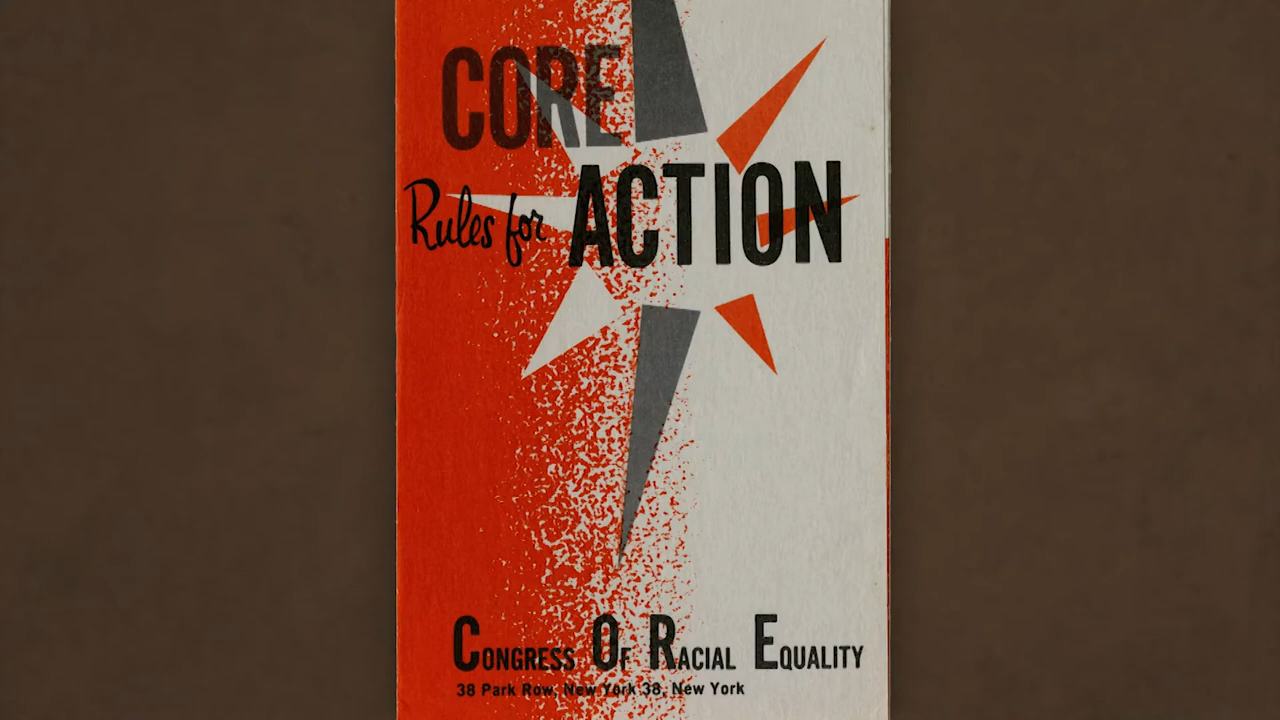 CORE
Rules for ACTION
CONGRESS OF RACIAL EQUALITY
38 Park Row, New York 38, New York